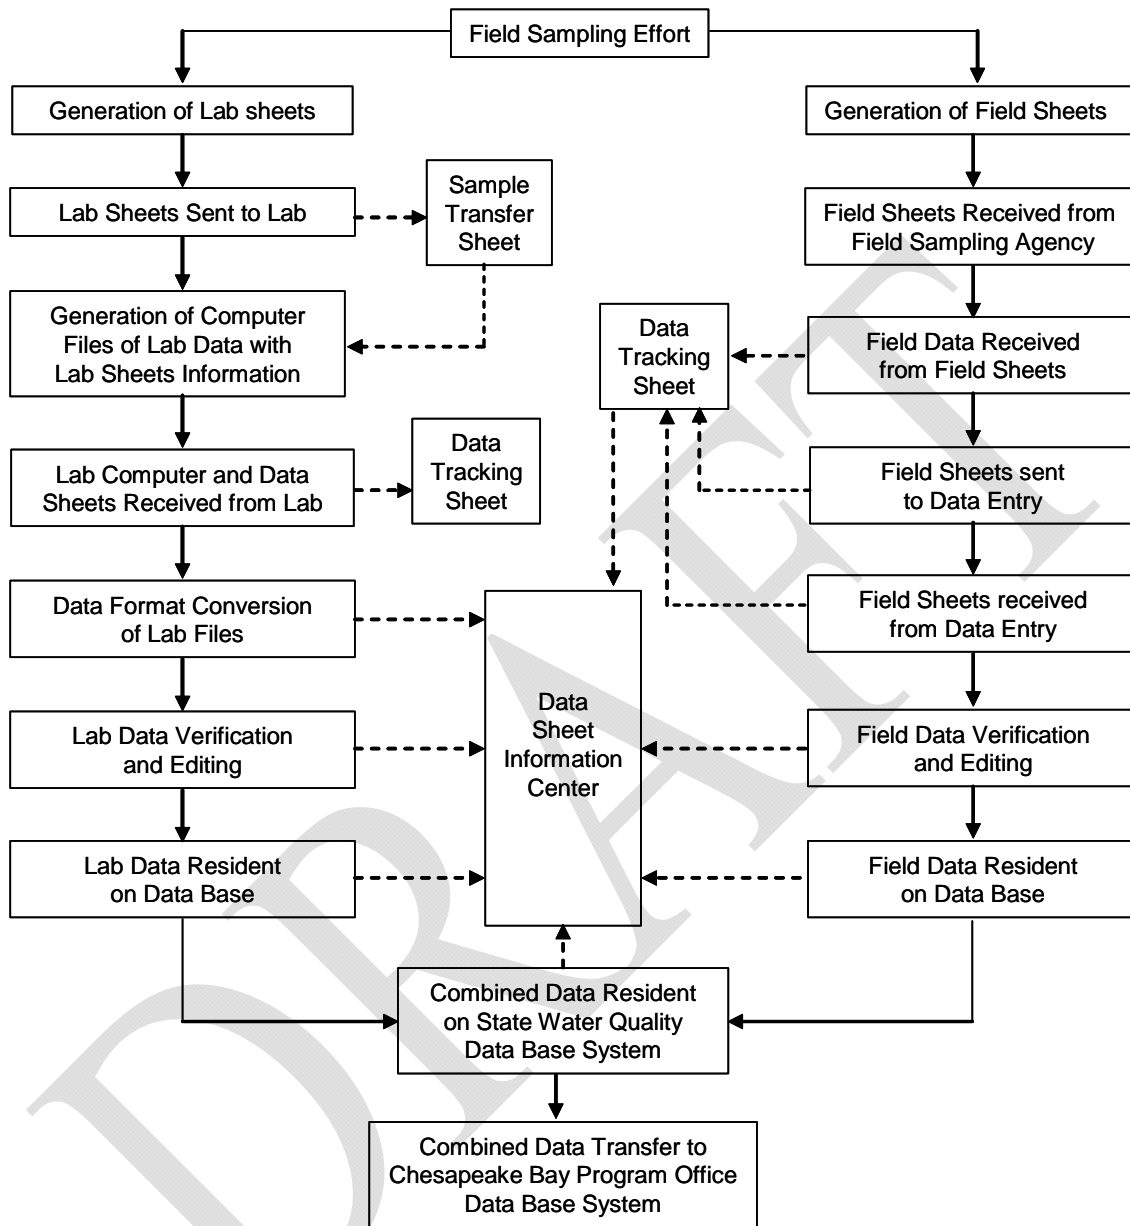 Field Sampling Effort
Generation of Lab sheets
Generation of Field Sheets
Lab Sheets Sent to Lab
Sample
Transfer
Sheet
Field Sheets Received from
Field Sampling Agency
Generation of Computer
Files of Lab Data with
Lab Sheets Information
Data
Tracking
Sheet
Field Data Received
from Field Sheets
Lab Computer and Data
Sheets Received from Lab
Data
Tracking
Sheet
Field Sheets sent
to Data Entry
Data Format Conversion
of Lab Files
Data
Sheet
Information
Center
Field Sheets received
from Data Entry
Lab Data Verification
and Editing
Field Data Verification
and Editing
Lab Data Resident
on Data Base
Field Data Resident
on Data Base
Combined Data Resident
on State Water Quality
Data Base System
Combined Data Transfer to
Chesapeake Bay Program Office
Data Base System
DRAFT